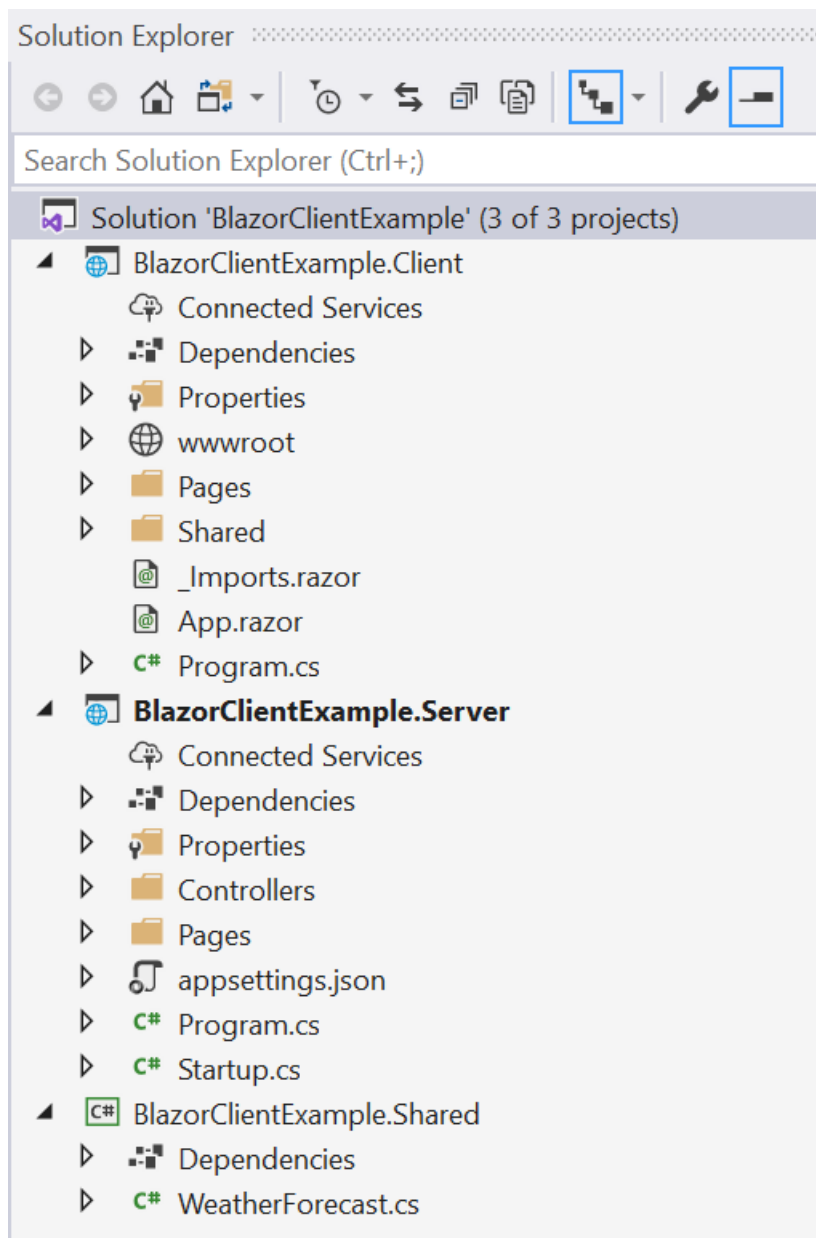 Solution Explorer
Search Solution Explorer (Ctrl+;)
Solution 'BlazorClientExample' (3 of 3 projects)
BlazorClientExample.Client
Connected Services
Dependencies
Properties
wwwroot
Pages
Shared
_Imports.razor
App.razor
C# Program.cs
BlazorClientExample.Server
Connected Services
Dependencies
Properties
Controllers
Pages
appsettings.json
C# Program.cs
C# Startup.cs
C# BlazorClientExample.Shared
Dependencies
C# WeatherForecast.cs